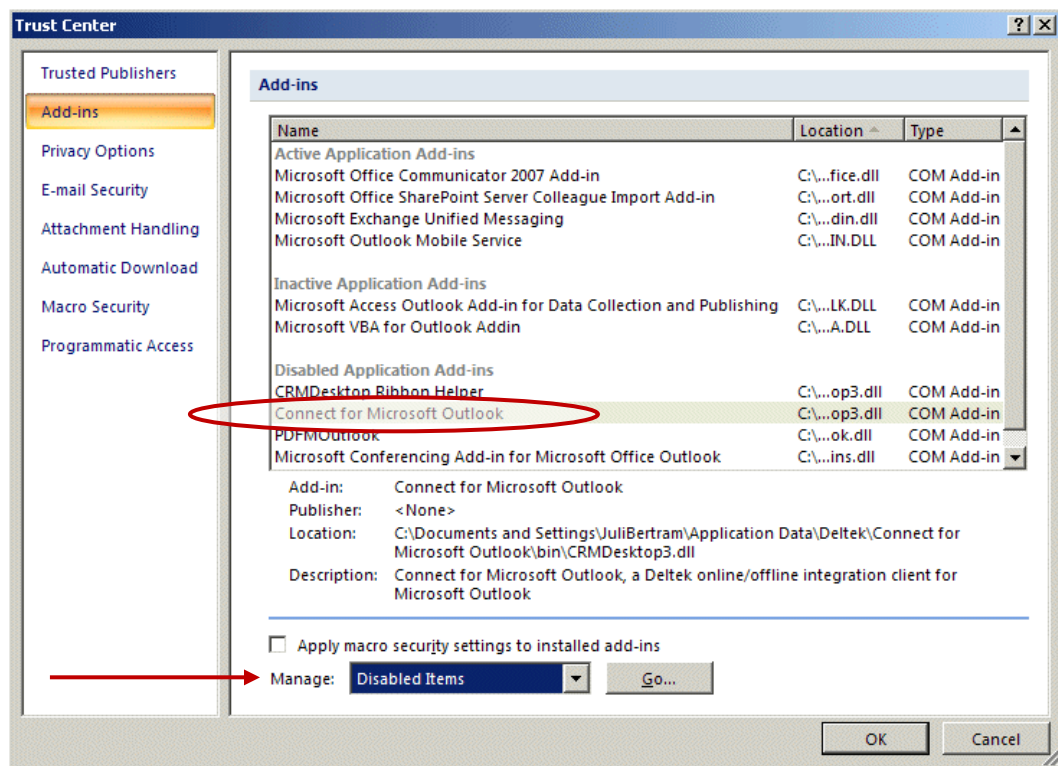 Trust Center
Trusted Publishers
Add-ins
Privacy Options
E-mail Security
Attachment Handling
Automatic Download
Macro Security
Programmatic Access
Add-ins
Name Location Type
Active Application Add-ins
Microsoft Office Communicator 2007 Add-in C:\...fice.dll COM Add-in
Microsoft Office SharePoint Server Colleague Import Add-in C:\...ort.dll COM Add-in
Microsoft Exchange Unified Messaging C:\...din.dll COM Add-in
Microsoft Outlook Mobile Service C:\...IN.DLL COM Add-in
Inactive Application Add-ins
Microsoft Access Outlook Add-in for Data Collection and Publishing C:\...LK.DLL COM Add-in
Microsoft VBA for Outlook Addin C:\...A.DLL COM Add-in
Disabled Application Add-ins
CRMDesktop Ribbon Helper C:\...op3.dll COM Add-in
Connect for Microsoft Outlook C:\...op3.dll COM Add-in
PDFMOutlook C:\...ok.dll COM Add-in
Microsoft Conferencing Add-in for Microsoft Office Outlook C:\...ins.dll COM Add-in
Add-in: Connect for Microsoft Outlook
Publisher: <None>
Location: C:\Documents and Settings\JuliBertram\Application Data\Deltek\Connect for
Microsoft Outlook\bin\CRMDesktop3.dll
Description: Connect for Microsoft Outlook, a Deltek online/offline integration client for
Microsoft Outlook
Apply macro security settings to installed add-ins
Manage: Disabled Items Go...
OK Cancel